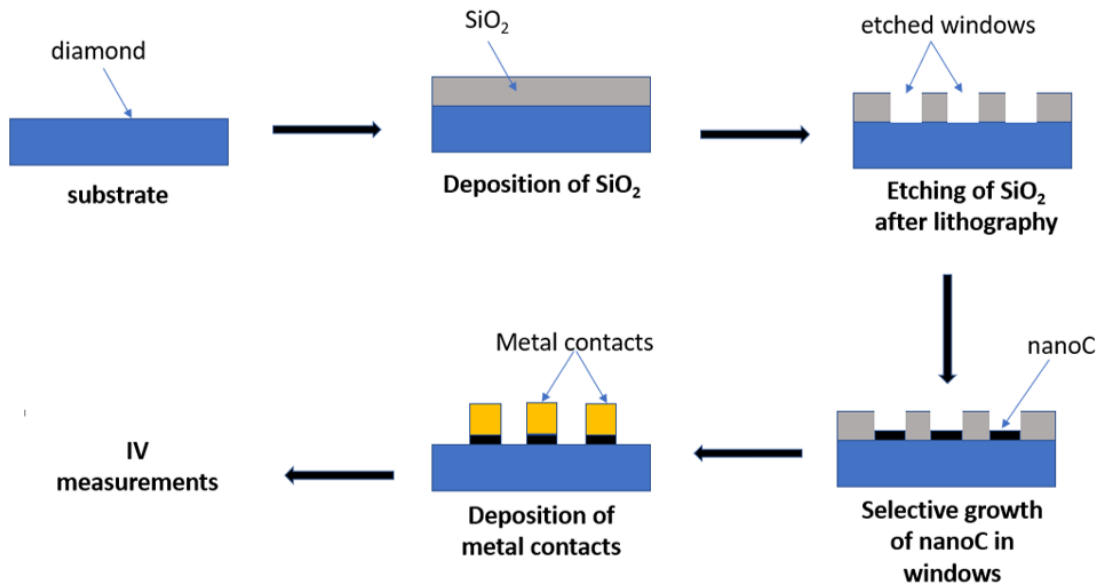 diamond
substrate
SiO₂
Deposition of SiO₂
etched windows
Etching of SiO₂
after lithography
nanoC
Selective growth
of nanoC in
windows
Metal contacts
Deposition of
metal contacts
IV
measurements